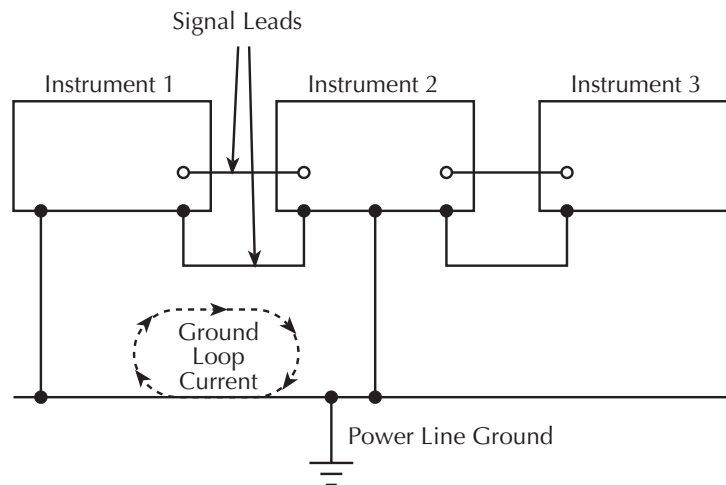 Signal Leads
Instrument 1
Instrument 2
Instrument 3
Ground
Loop
Current
Power Line Ground